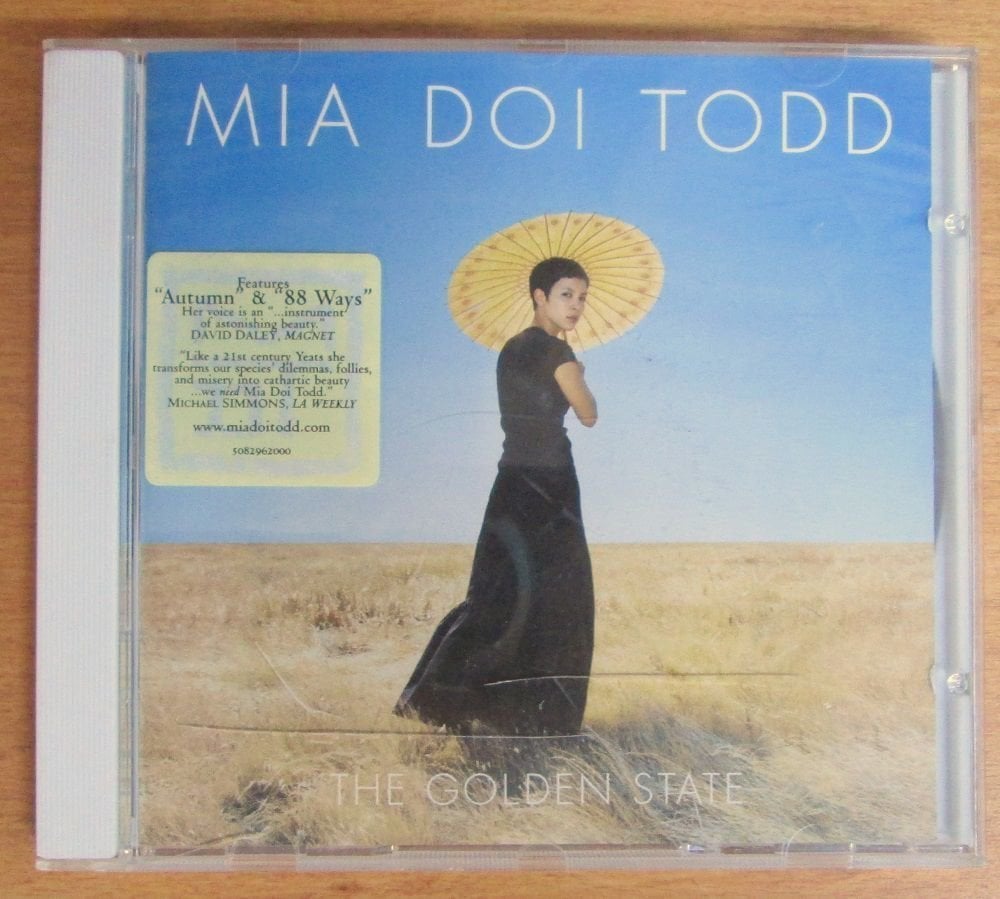 MIA DOI TODD
Features
“Autumn” & “88 Ways”
Her voice is an “...instrument
of astonishing beauty.”
DAVID DALEY, MAGNET
"Like a 21st century Yeats she
transforms our species' dilemmas, follies,
and misery into cathartic beauty
...we need Mia Doi Todd."
MICHAEL SIMMONS, LA WEEKLY
www.miadoitodd.com
5082962000
THE GOLDEN STATE